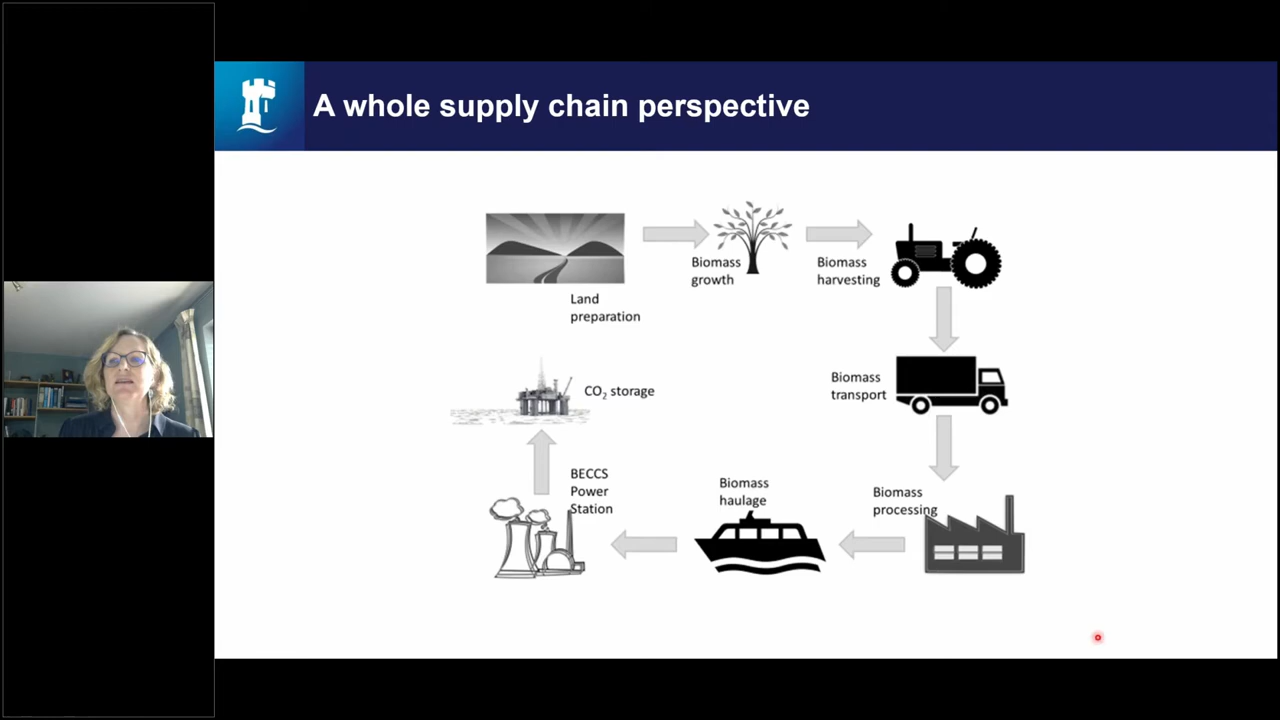 A whole supply chain perspective
Biomass
growth
Biomass
harvesting
Land
preparation
CO₂ storage
Biomass
transport
BECCS
Power
Station
Biomass
haulage
Biomass
processing